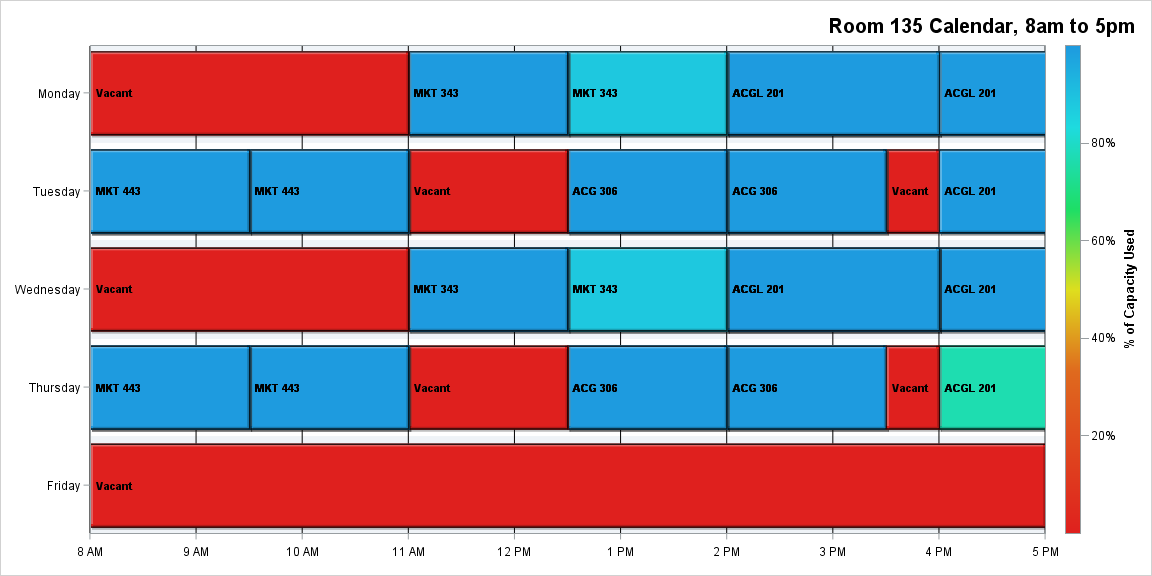 Room 135 Calendar, 8am to 5pm
Monday
Vacant
MKT 343
MKT 343
ACGL 201
ACGL 201
Tuesday
MKT 443
MKT 443
Vacant
ACG 306
ACG 306
Vacant
ACGL 201
Wednesday
Vacant
MKT 343
MKT 343
ACGL 201
ACGL 201
Thursday
MKT 443
MKT 443
Vacant
ACG 306
ACG 306
Vacant
ACGL 201
Friday
Vacant
8 AM
9 AM
10 AM
11 AM
12 PM
1 PM
2 PM
3 PM
4 PM
5 PM
80%
60%
40%
20%
% of Capacity Used